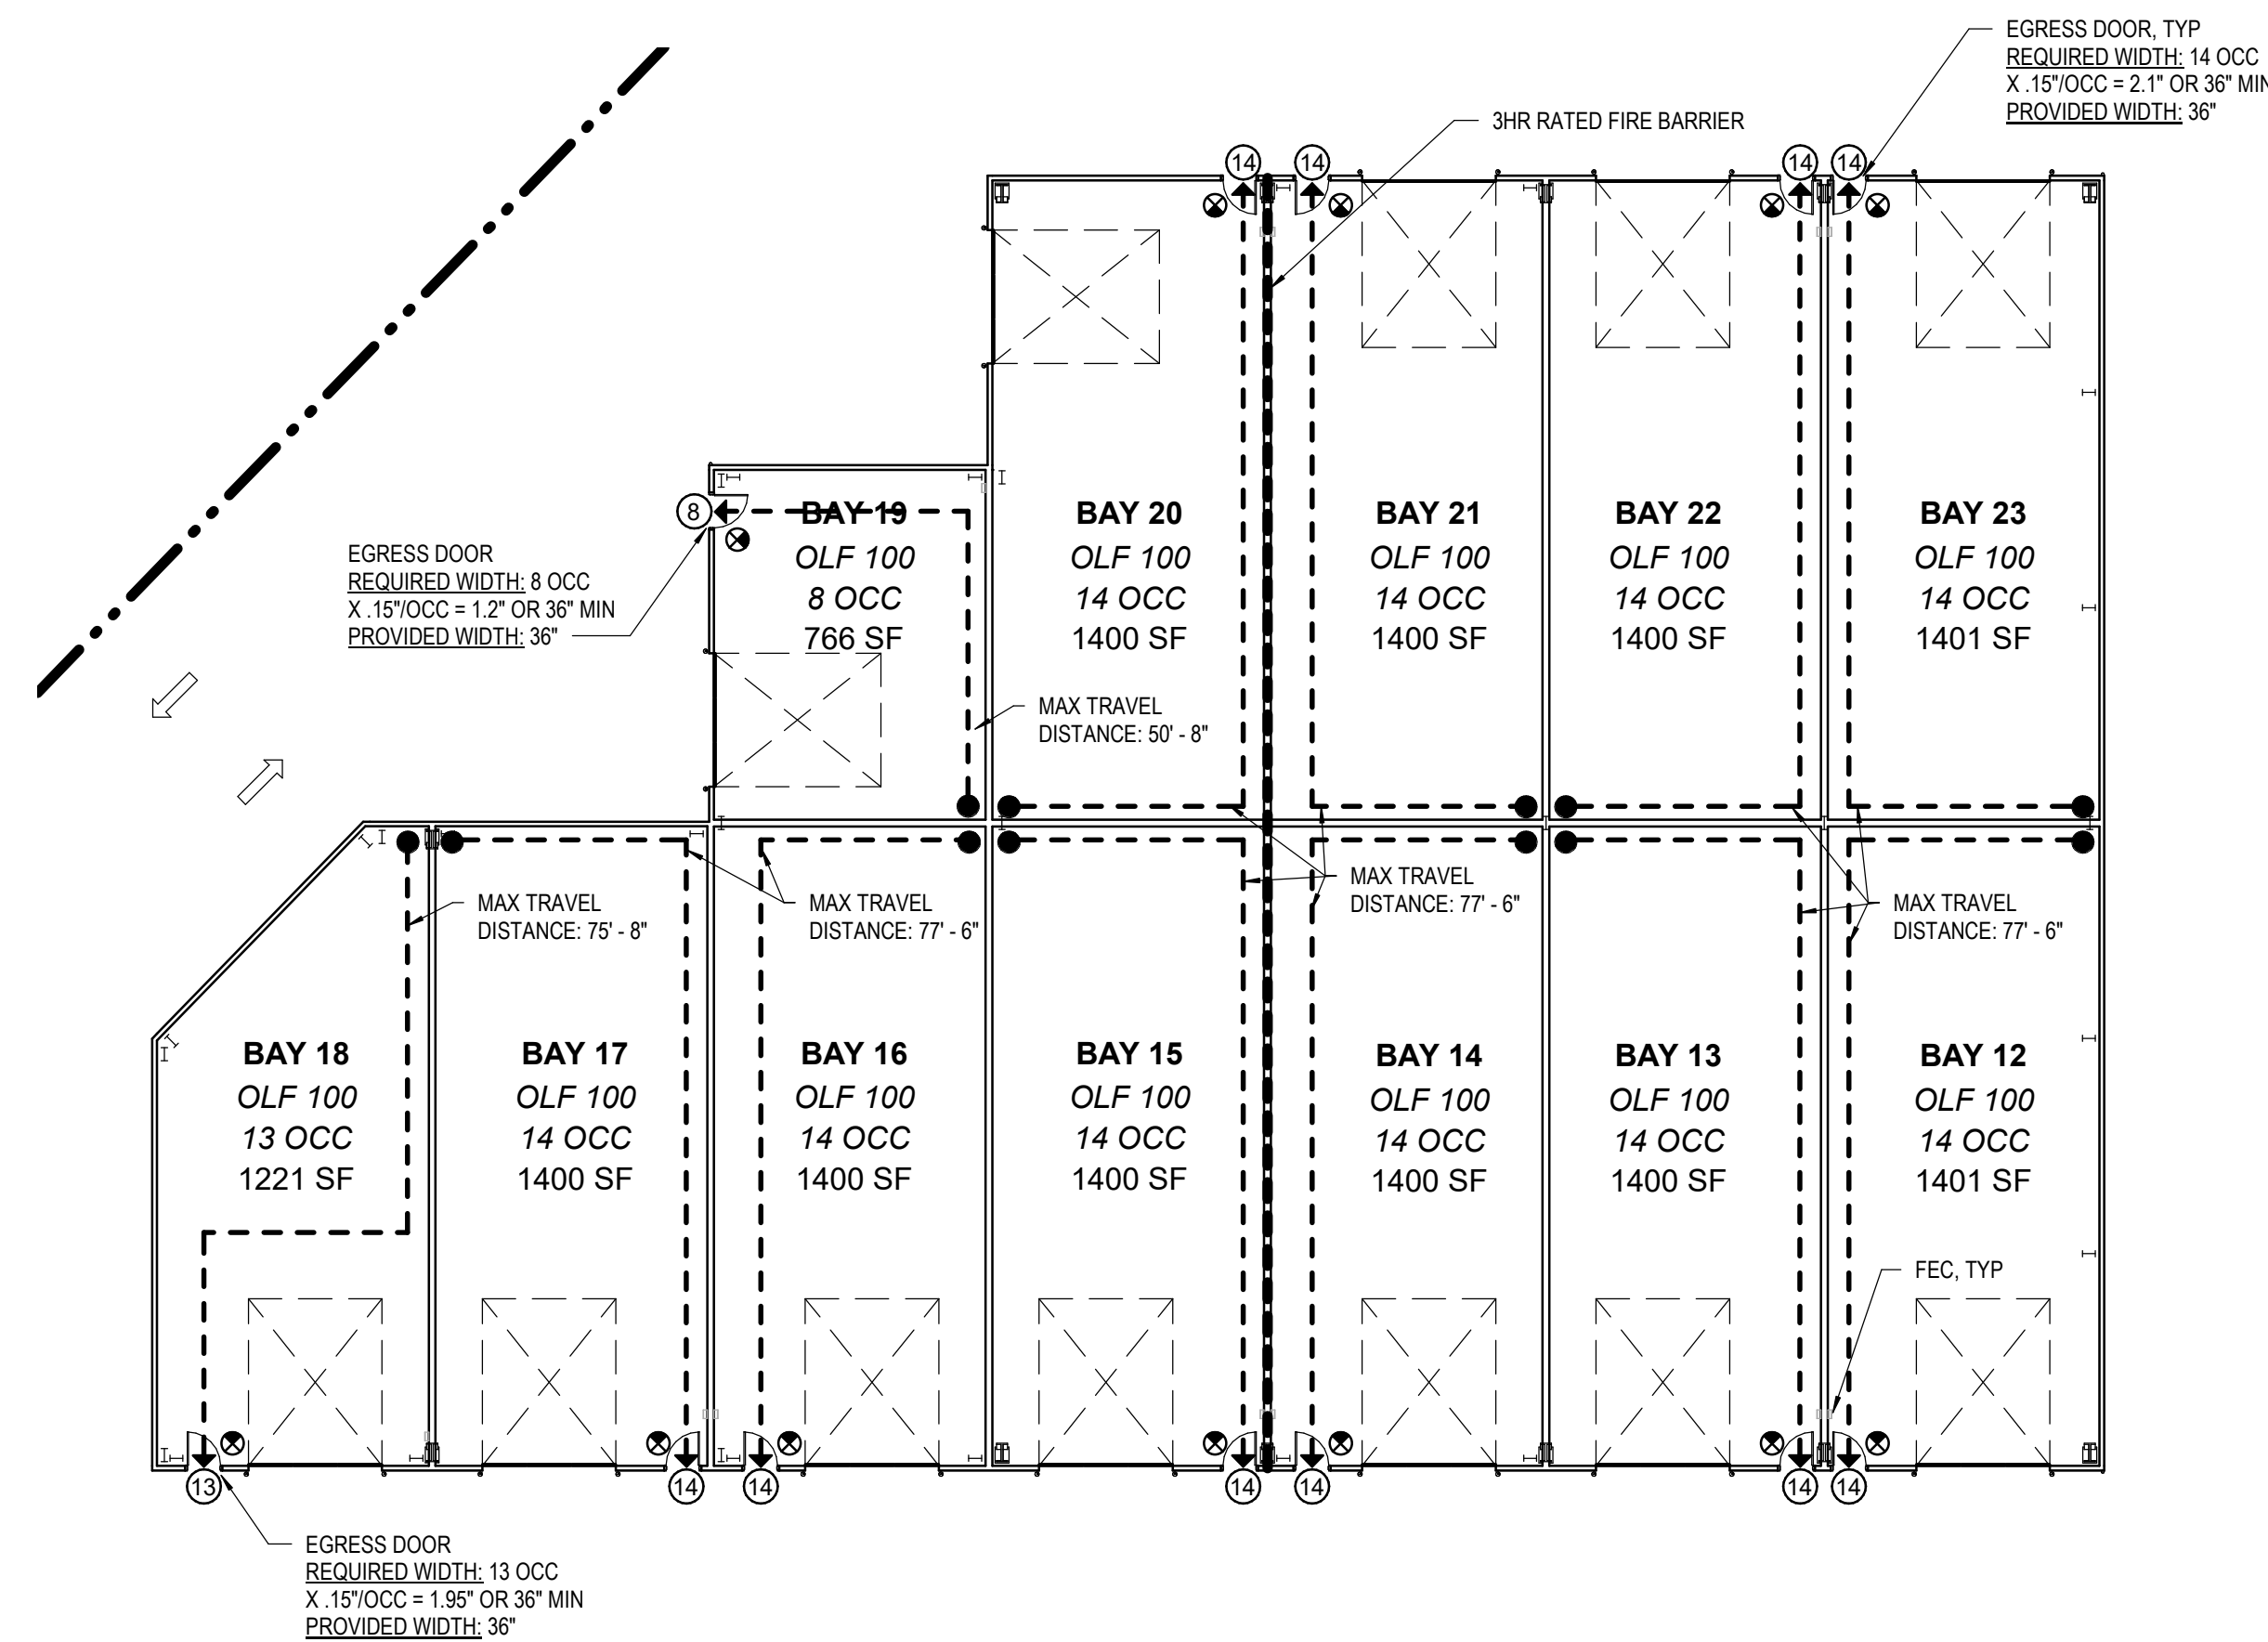 EGRESS DOOR, TYP
REQUIRED WIDTH: 14 OCC
X .15"/OCC = 2.1" OR 36" MIN
PROVIDED WIDTH: 36"
3HR RATED FIRE BARRIER
14
14
14
14
8
EGRESS DOOR
REQUIRED WIDTH: 8 OCC
X .15"/OCC = 1.2" OR 36" MIN
PROVIDED WIDTH: 36"
BAY 19
OLF 100
8 OCC
766 SF
BAY 20
OLF 100
14 OCC
1400 SF
BAY 21
OLF 100
14 OCC
1400 SF
BAY 22
OLF 100
14 OCC
1400 SF
BAY 23
OLF 100
14 OCC
1401 SF
MAX TRAVEL
DISTANCE: 50' - 8"
MAX TRAVEL
DISTANCE: 75' - 8"
MAX TRAVEL
DISTANCE: 77' - 6"
MAX TRAVEL
DISTANCE: 77' - 6"
MAX TRAVEL
DISTANCE: 77' - 6"
BAY 18
OLF 100
13 OCC
1221 SF
BAY 17
OLF 100
14 OCC
1400 SF
BAY 16
OLF 100
14 OCC
1400 SF
BAY 15
OLF 100
14 OCC
1400 SF
BAY 14
OLF 100
14 OCC
1400 SF
BAY 13
OLF 100
14 OCC
1400 SF
BAY 12
OLF 100
14 OCC
1401 SF
FEC, TYP
13
14
14
14
14
14
14
EGRESS DOOR
REQUIRED WIDTH: 13 OCC
X .15"/OCC = 1.95" OR 36" MIN
PROVIDED WIDTH: 36"